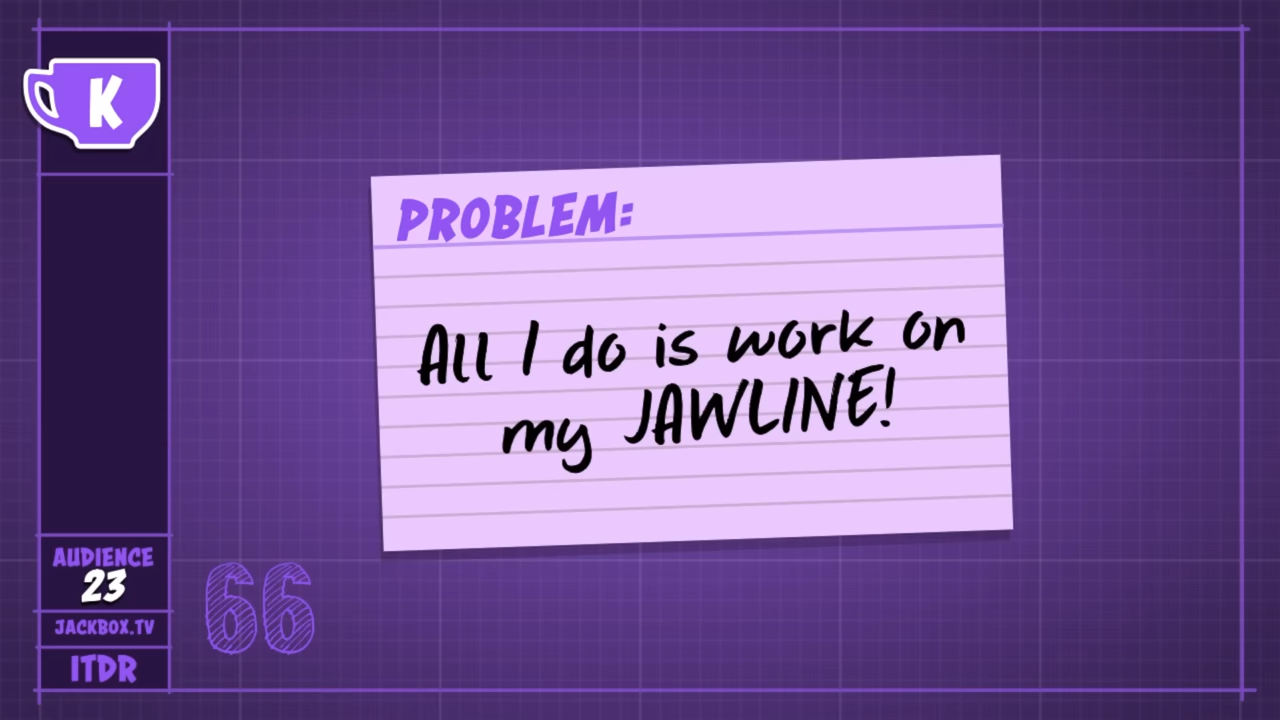 K
PROBLEM:
All I do is work on
my JAWLINE!
AUDIENCE
23
JACKBOX.TV
ITDR
66